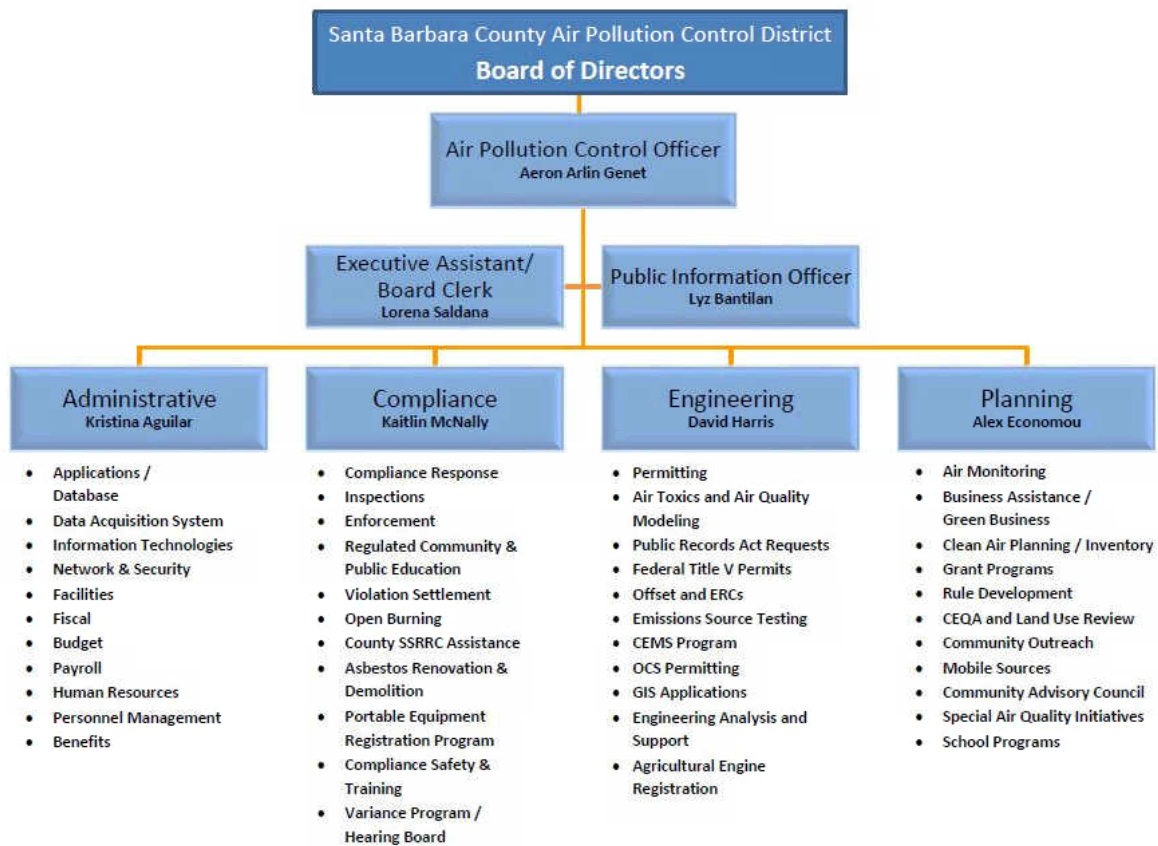 Santa Barbara County Air Pollution Control District
Board of Directors
Air Pollution Control Officer
Aeron Arlin Genet
Executive Assistant/
Board Clerk
Lorena Saldana
Public Information Officer
Lyz Bantilan
Administrative
Kristina Aguilar
• Applications /
Database
• Data Acquisition System
• Information Technologies
• Network & Security
• Facilities
• Fiscal
• Budget
• Payroll
• Human Resources
• Personnel Management
• Benefits
Compliance
Kaitlin McNally
• Compliance Response
• Inspections
• Enforcement
• Regulated Community &
Public Education
• Violation Settlement
• Open Burning
• County SSRRC Assistance
• Asbestos Renovation &
Demolition
• Portable Equipment
Registration Program
• Compliance Safety &
Training
• Variance Program /
Hearing Board
Engineering
David Harris
• Permitting
• Air Toxics and Air Quality
Modeling
• Public Records Act Requests
• Federal Title V Permits
• Offset and ERCs
• Emissions Source Testing
• CEMS Program
• OCS Permitting
• GIS Applications
• Engineering Analysis and
Support
• Agricultural Engine
Registration
Planning
Alex Economou
• Air Monitoring
• Business Assistance /
Green Business
• Clean Air Planning / Inventory
• Grant Programs
• Rule Development
• CEQA and Land Use Review
• Community Outreach
• Mobile Sources
• Community Advisory Council
• Special Air Quality Initiatives
• School Programs